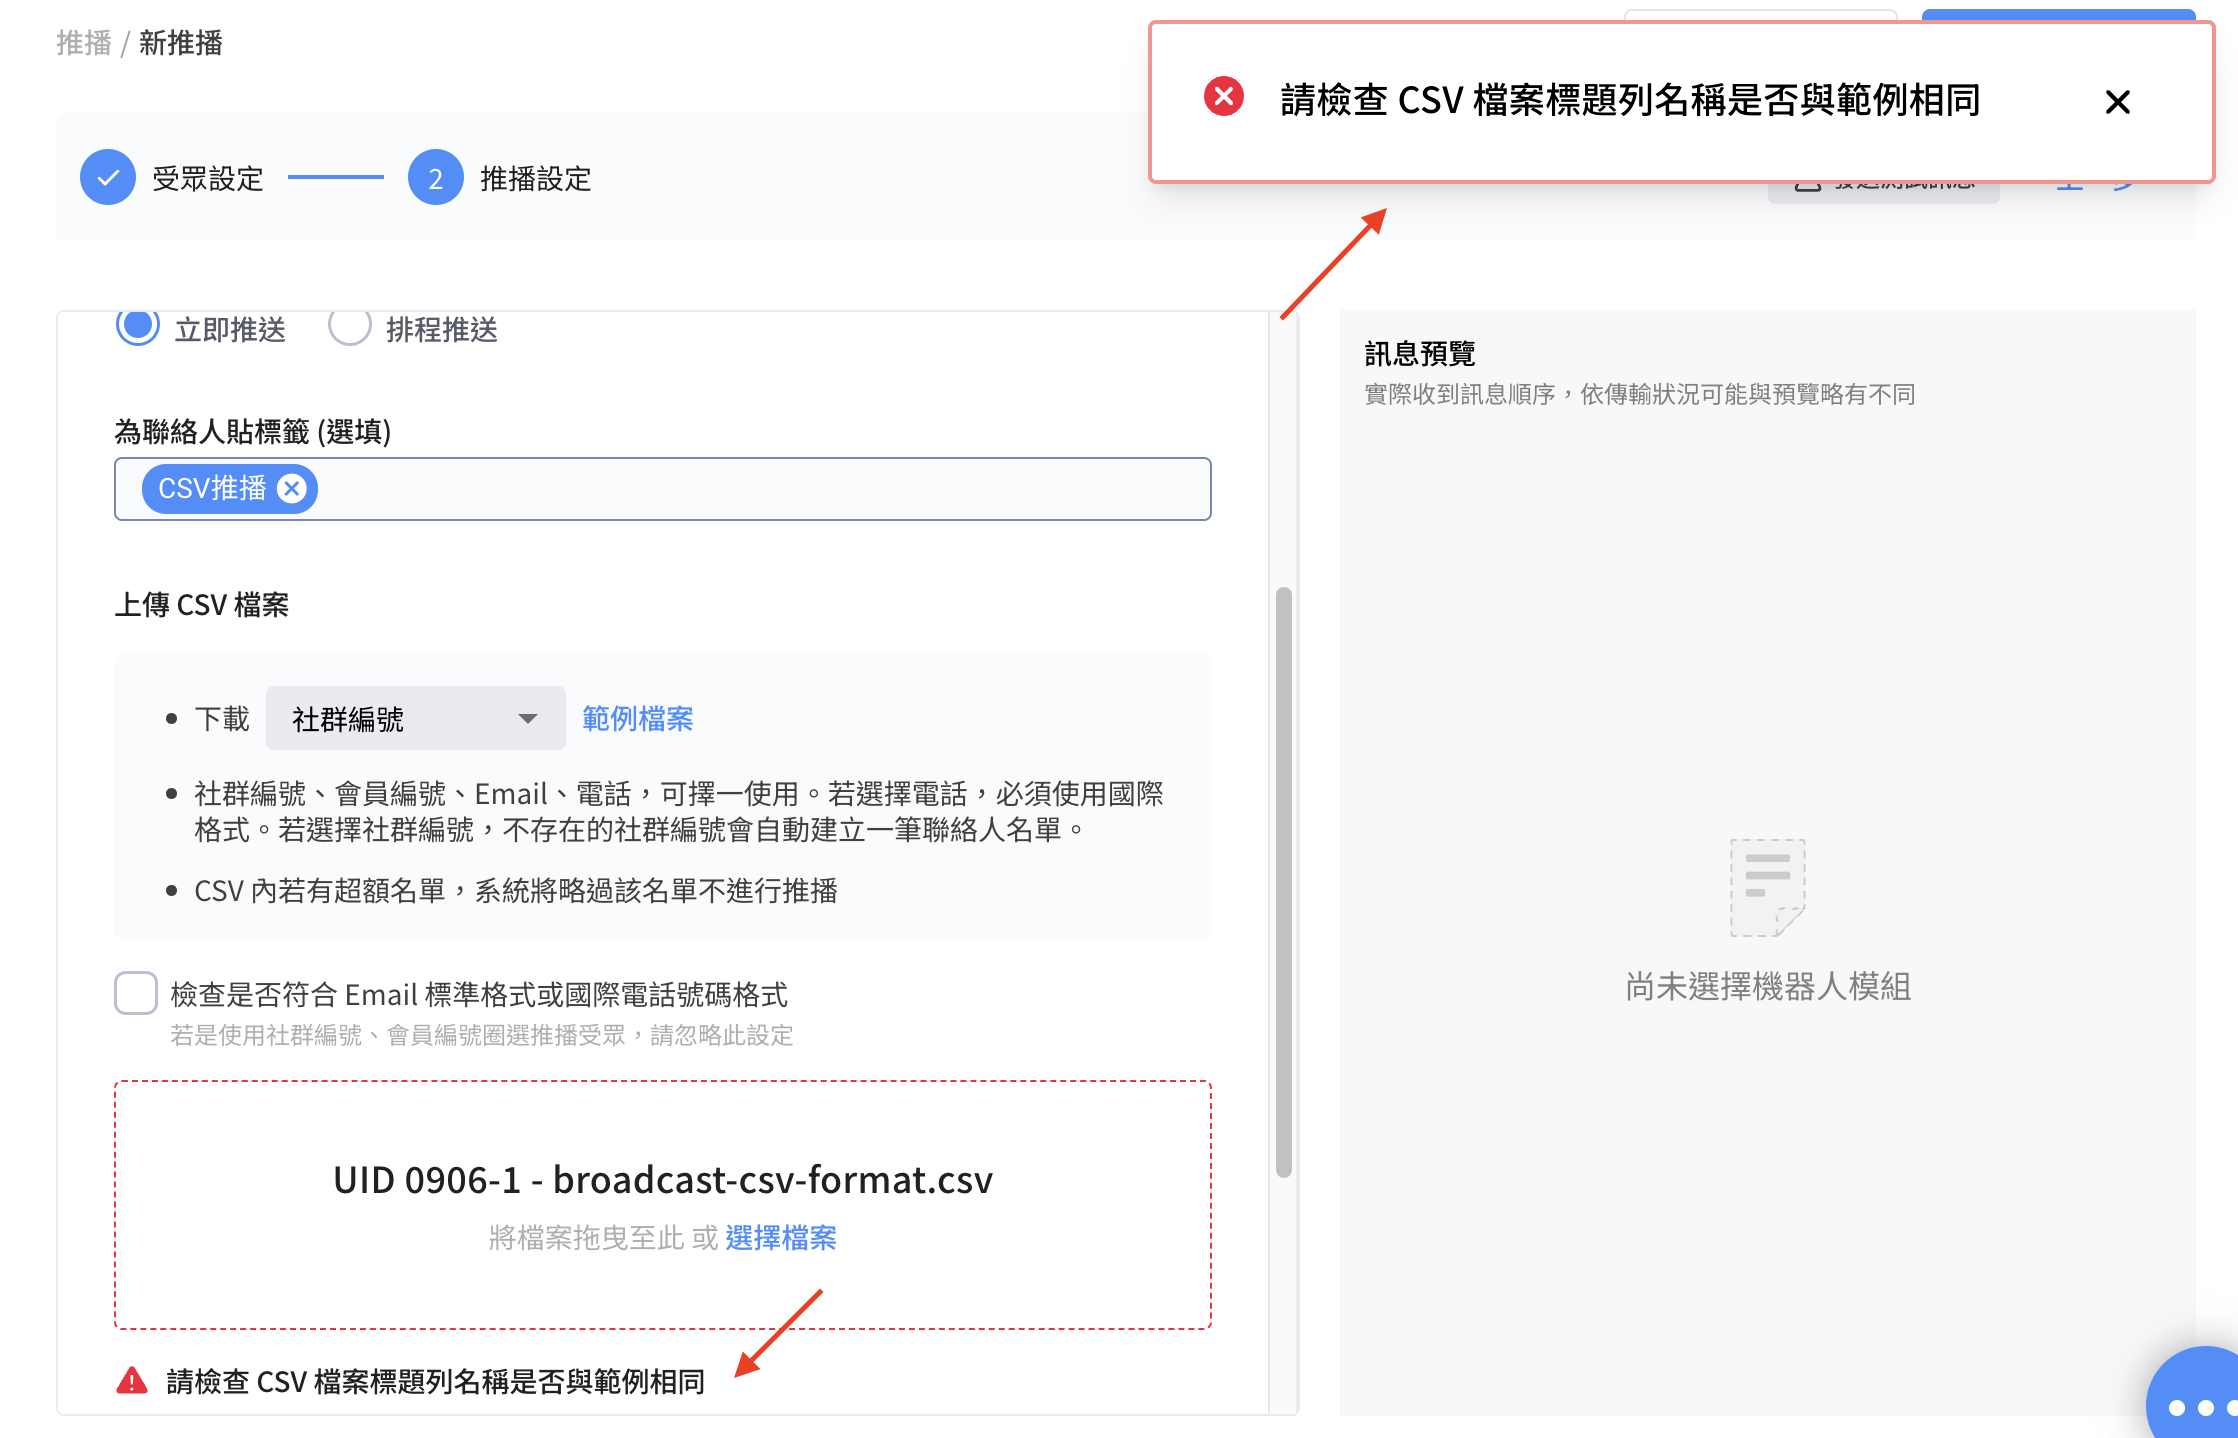 推播 / 新推播
請檢查 CSV 檔案標題列名稱是否與範例相同
受眾設定
2
推播設定
立即推送
排程推送
為聯絡人貼標籤 (選填)
CSV推播
上傳 CSV 檔案
下載
社群編號
範例檔案
社群編號、會員編號、Email、電話，可擇一使用。若選擇電話，必須使用國際
格式。若選擇社群編號，不存在的社群編號會自動建立一筆聯絡人名單。
CSV 內若有超額名單，系統將略過該名單不進行推播
檢查是否符合 Email 標準格式或國際電話號碼格式
若是使用社群編號、會員編號圈選推播受眾，請忽略此設定
UID 0906-1 - broadcast-csv-format.csv
將檔案拖曳至此 或 選擇檔案
請檢查 CSV 檔案標題列名稱是否與範例相同
訊息預覽
實際收到訊息順序，依傳輸狀況可能與預覽略有不同
尚未選擇機器人模組